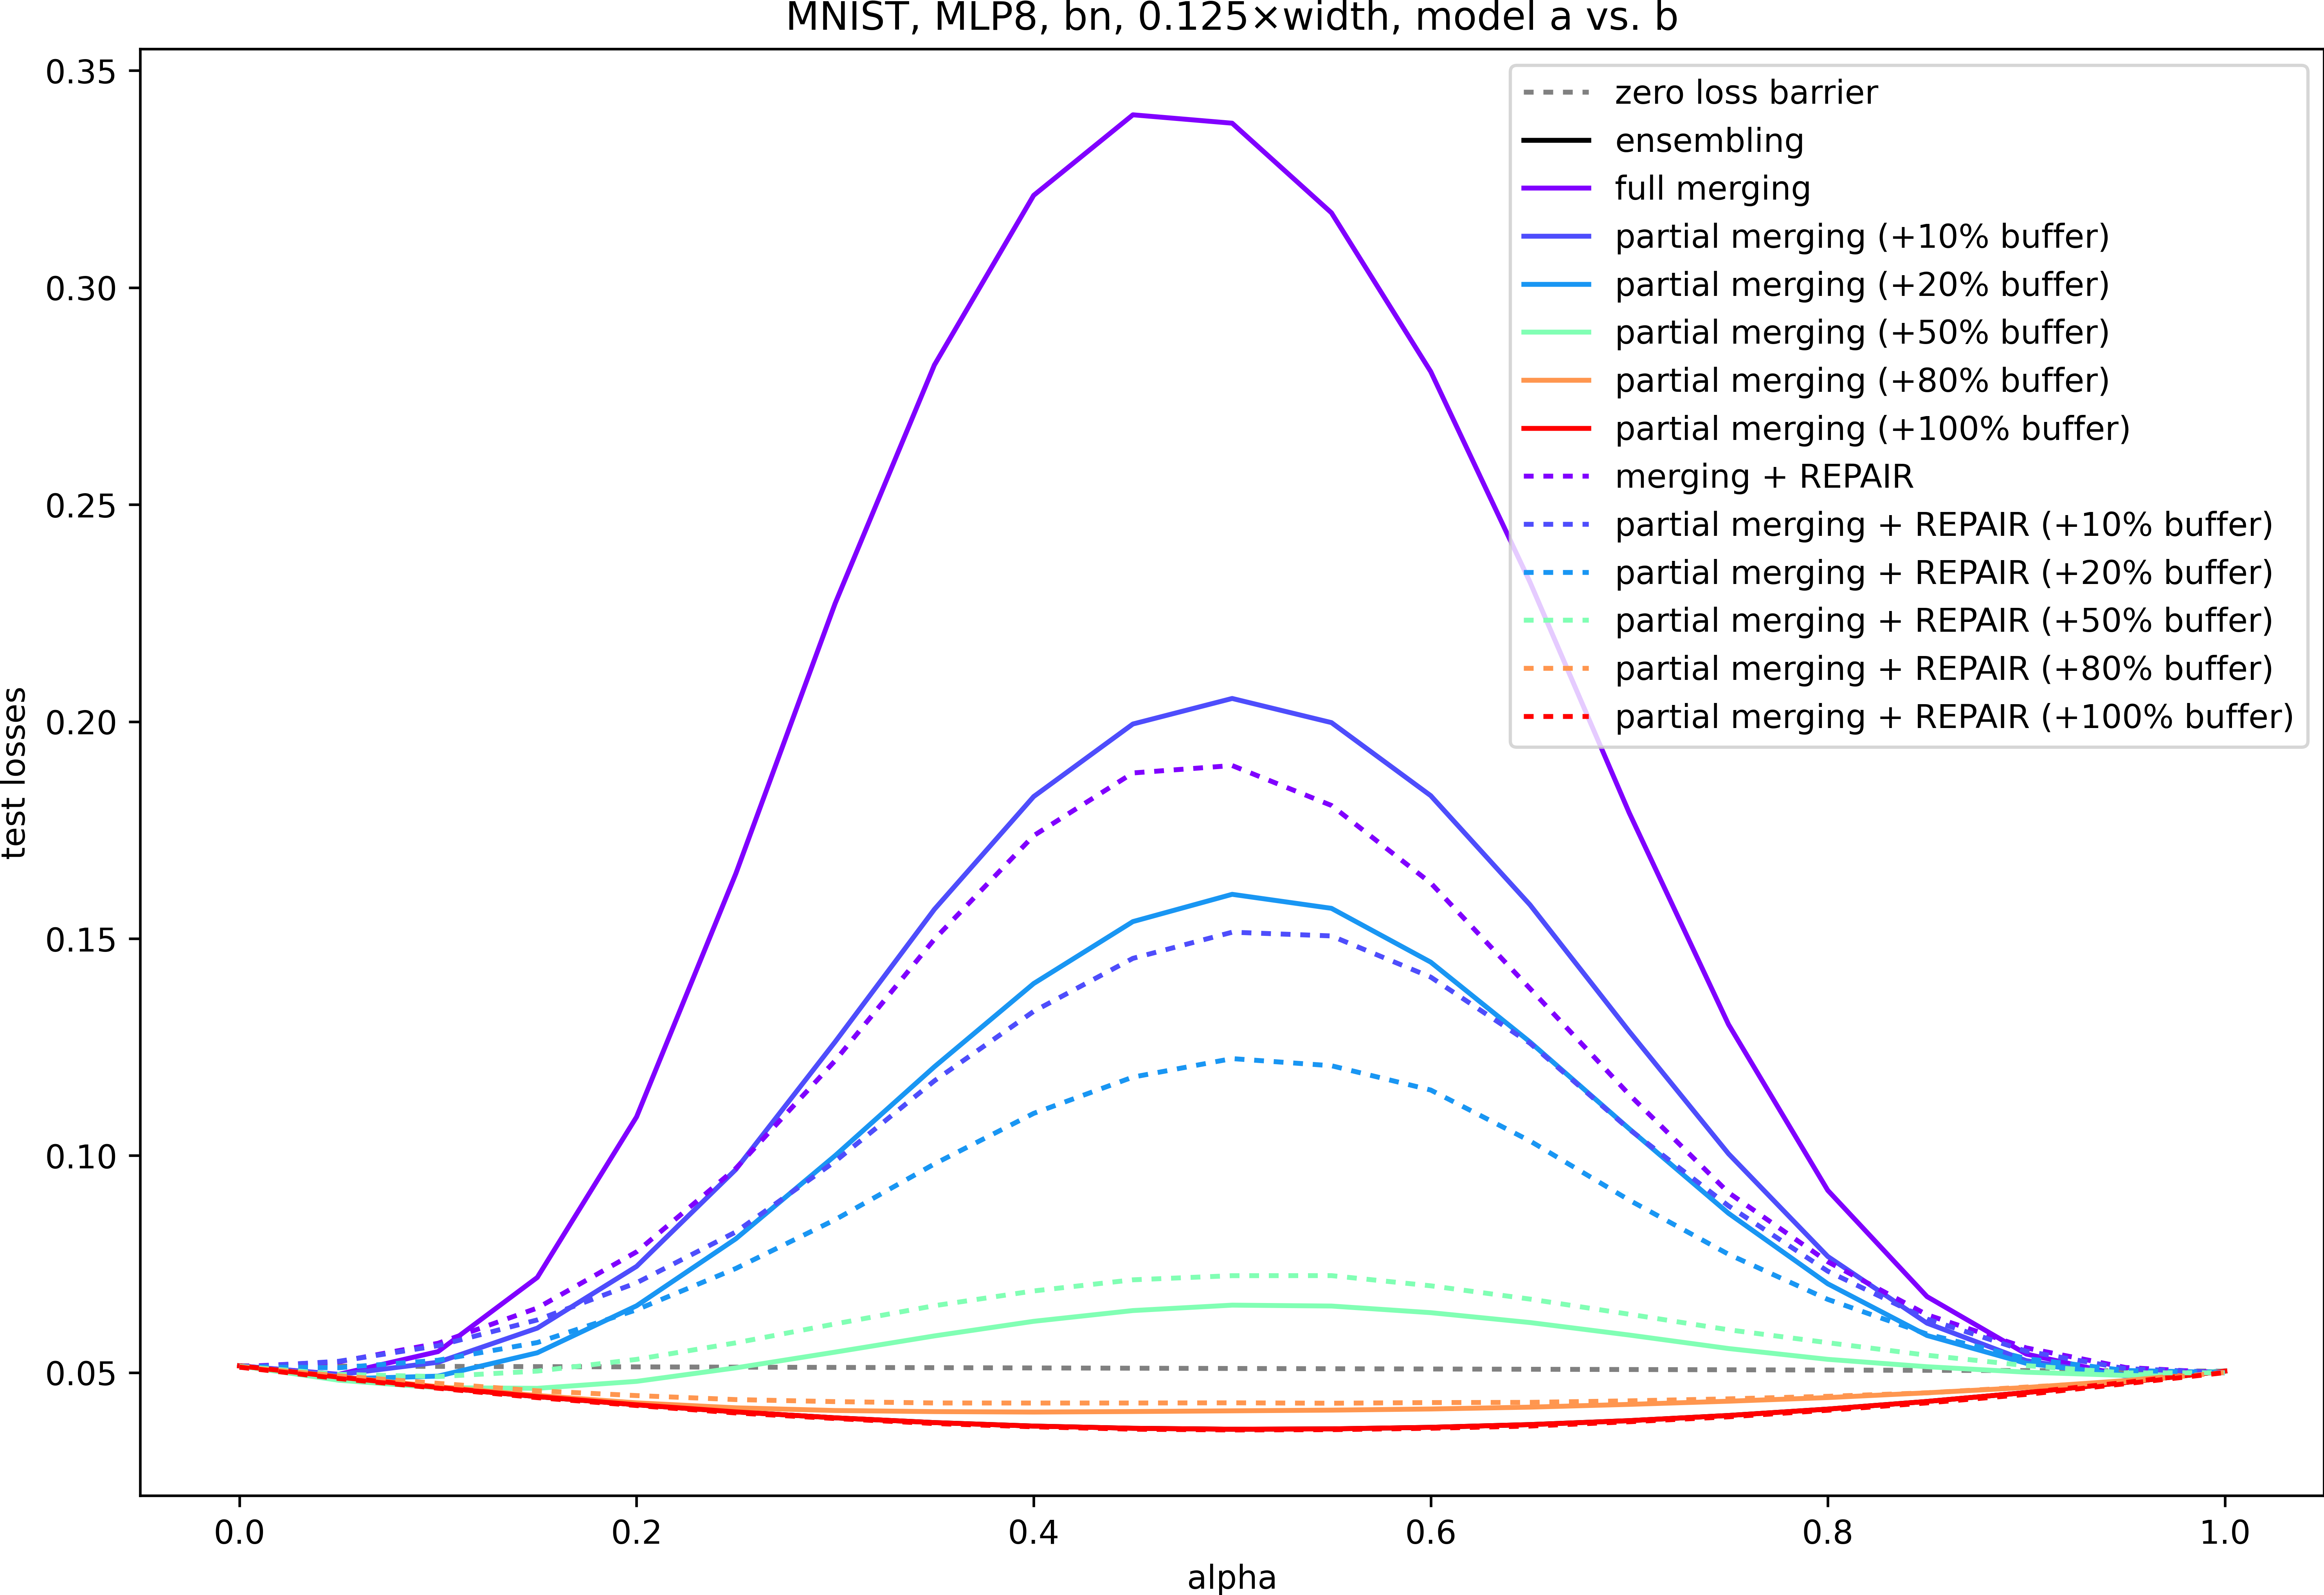 MNIST, MLP8, bn, 0.125×width, model a vs. b
0.35
0.30
0.25
0.20
0.15
0.10
0.05
test losses
zero loss barrier
ensembling
full merging
partial merging (+10% buffer)
partial merging (+20% buffer)
partial merging (+50% buffer)
partial merging (+80% buffer)
partial merging (+100% buffer)
merging + REPAIR
partial merging + REPAIR (+10% buffer)
partial merging + REPAIR (+20% buffer)
partial merging + REPAIR (+50% buffer)
partial merging + REPAIR (+80% buffer)
partial merging + REPAIR (+100% buffer)
0.0 0.2 0.4 0.6 0.8 1.0
alpha